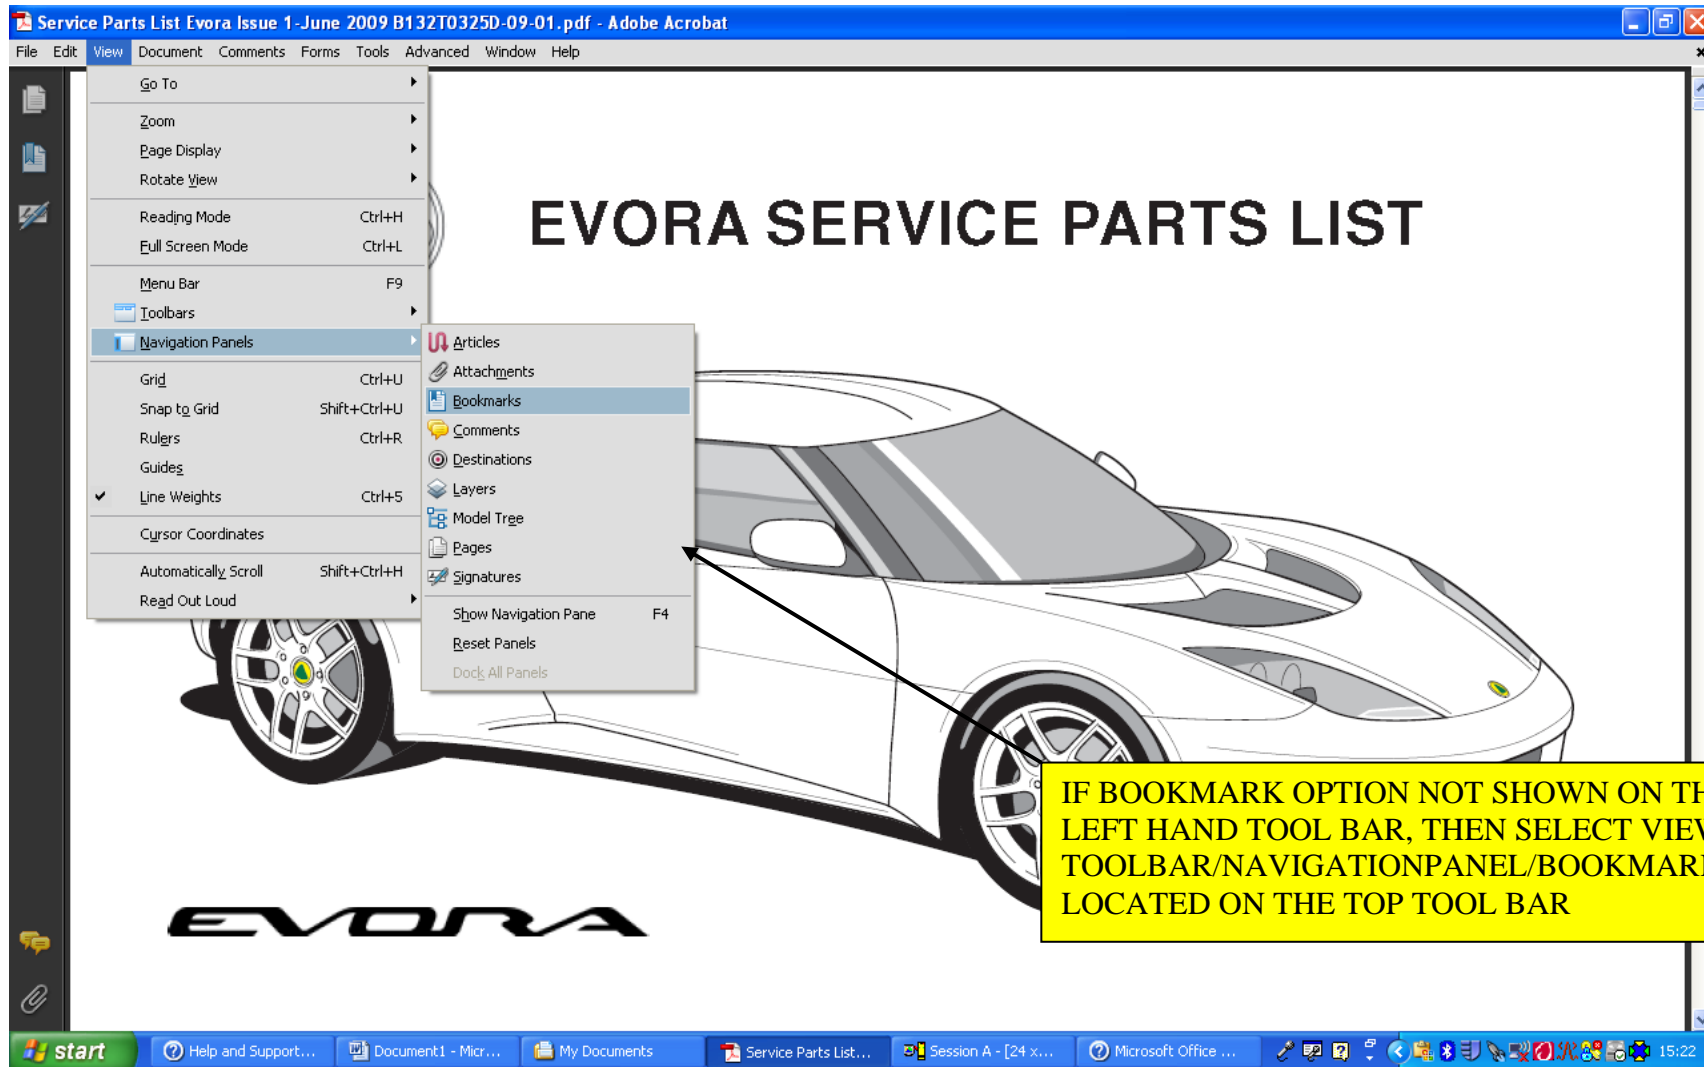 Service Parts List Evora Issue 1-June 2009 B132T0325D-09-01.pdf - Adobe Acrobat
File Edit View Document Comments Forms Tools Advanced Window Help
Go To
Zoom
Page Display
Rotate View
Reading Mode Ctrl+H
Full Screen Mode Ctrl+L
Menu Bar F9
Toolbars
Navigation Panels
Grid Ctrl+U
Snap to Grid Shift+Ctrl+U
Rulers Ctrl+R
Guides
Line Weights Ctrl+5
Cursor Coordinates
Automatically Scroll Shift+Ctrl+H
Read Out Loud
Articles
Attachments
Bookmarks
Comments
Destinations
Layers
Model Tree
Pages
Signatures
Show Navigation Pane F4
Reset Panels
Dock All Panels
EVORA SERVICE PARTS LIST
IF BOOKMARK OPTION NOT SHOWN ON TH
LEFT HAND TOOL BAR, THEN SELECT VIEW
TOOLBAR/NAVIGATIONPANEL/BOOKMARK
LOCATED ON THE TOP TOOL BAR
EVORA
start Help and Support... Document1 - Micr... My Documents Service Parts List... Session A - [24 x... Microsoft Office ... 15:22